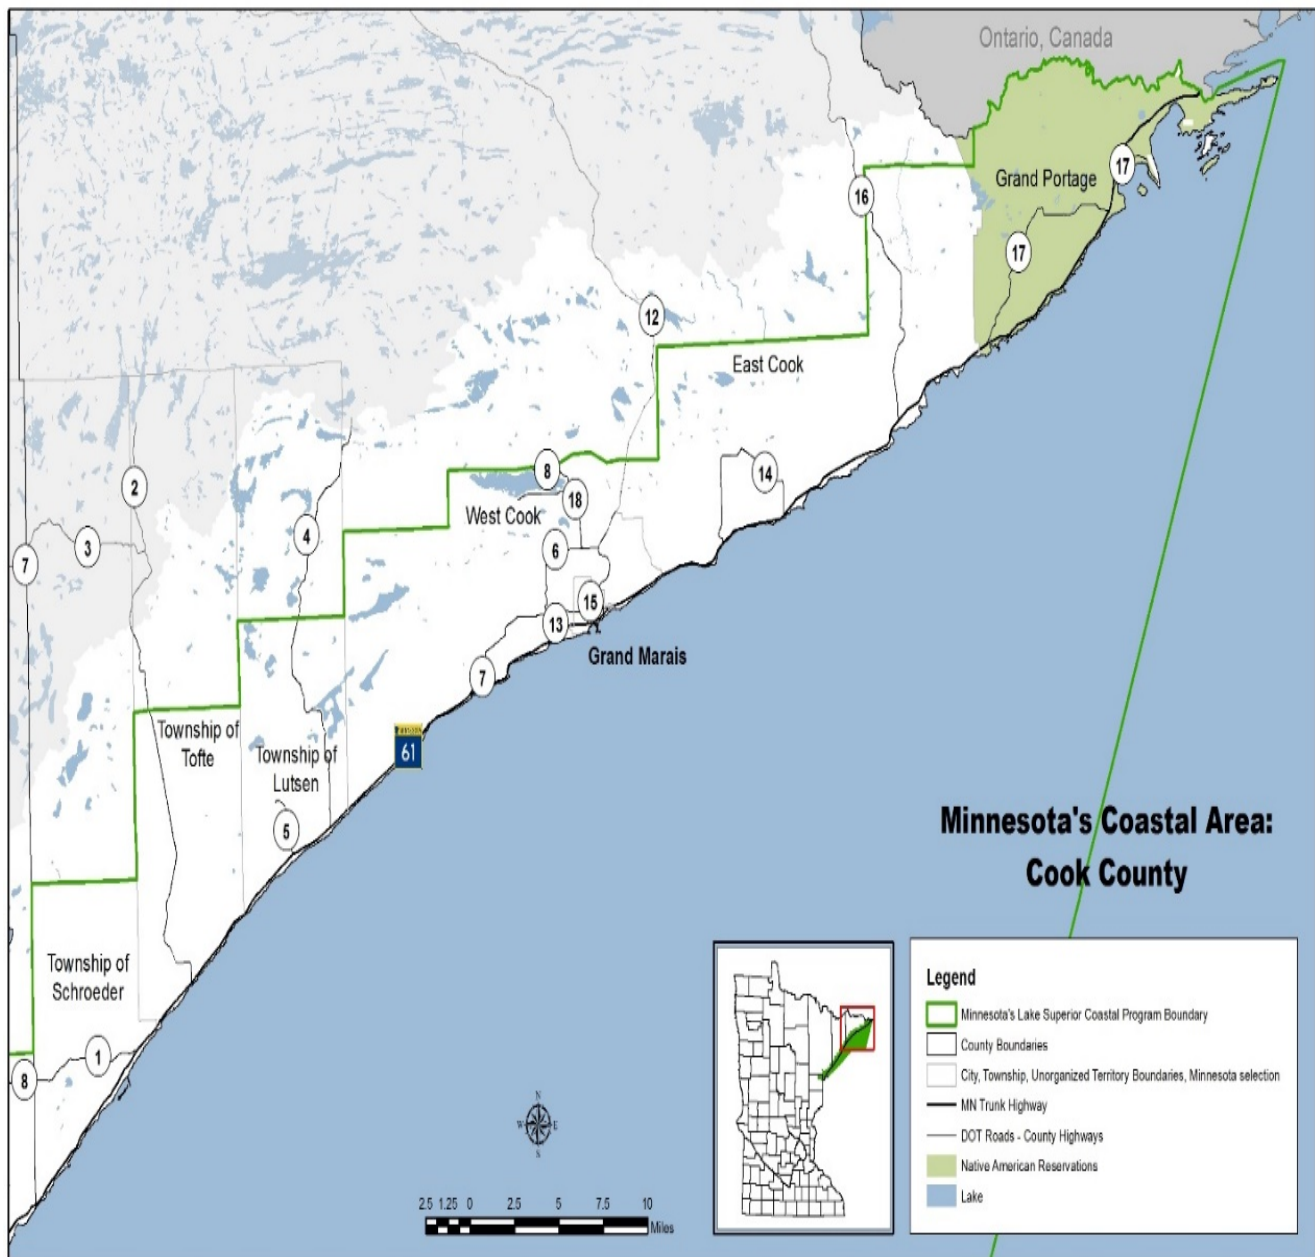 Ontario, Canada
17
Grand Portage
16
17
12
East Cook
2
8
14
18
4
West Cook
3
6
7
15
13
Grand Marais
7
Township of
Tofte
61
Township of
Lutsen
5
Minnesota's Coastal Area:
Cook County
Township of
Schroeder
1
8
Legend
Minnesota's Lake Superior Coastal Program Boundary
County Boundaries
City, Township, Unorganized Territory Boundaries, Minnesota selection
MN Trunk Highway
DOT Roads - County Highways
Native American Reservations
Lake
N
W E
S
2.5 1.25 0 2.5 5 7.5 10
Miles